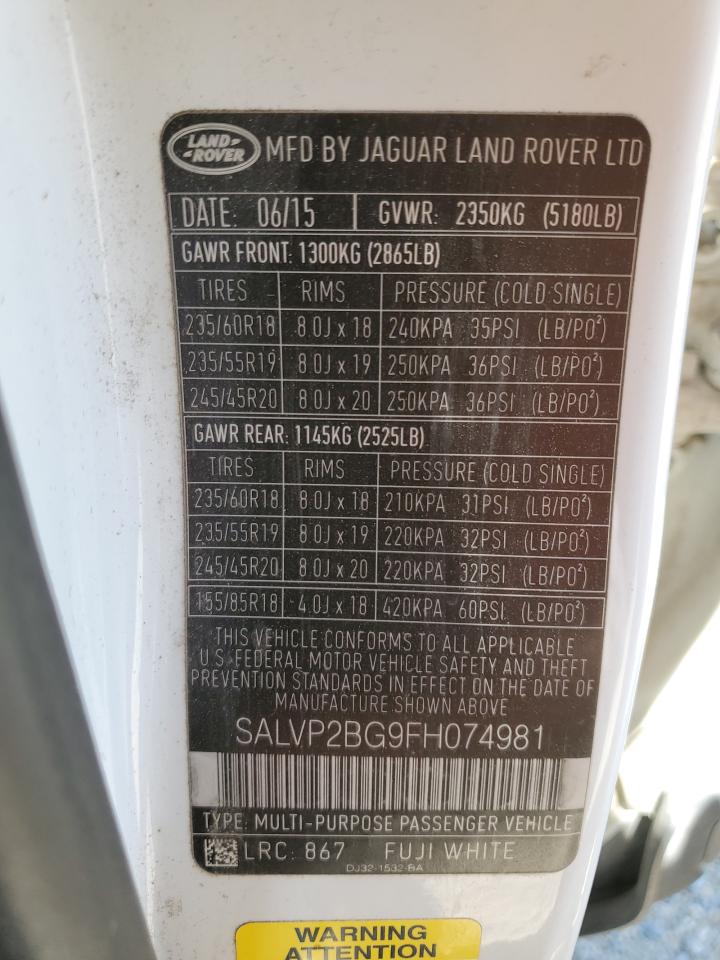 LAND-
-ROVER
MFD BY JAGUAR LAND ROVER LTD
DATE: 06/15 GVWR: 2350KG (5180LB)
GAWR FRONT: 1300KG (2865LB)
TIRES RIMS PRESSURE (COLD SINGLE)
235/60R18 8.0J x 18 240KPA 35PSI (LB/PO²)
235/55R19 8.0J x 19 250KPA 36PSI (LB/PO²)
245/45R20 8.0J x 20 250KPA 36PSI (LB/PO²)
GAWR REAR: 1145KG (2525LB)
TIRES RIMS PRESSURE (COLD SINGLE)
235/60R18 8.0J x 18 210KPA 31PSI (LB/PO²)
235/55R19 8.0J x 19 220KPA 32PSI (LB/PO²)
245/45R20 8.0J x 20 220KPA 32PSI (LB/PO²)
155/85R18 4.0J x 18 420KPA 60PSI (LB/PO²)
THIS VEHICLE CONFORMS TO ALL APPLICABLE
U.S. FEDERAL MOTOR VEHICLE SAFETY AND THEFT
PREVENTION STANDARDS IN EFFECT ON THE DATE OF
MANUFACTURE SHOWN ABOVE
SALVP2BG9FH074981
TYPE: MULTI-PURPOSE PASSENGER VEHICLE
LRC: 867 FUJI WHITE
DJ32-1532-BA
WARNING
ATTENTION